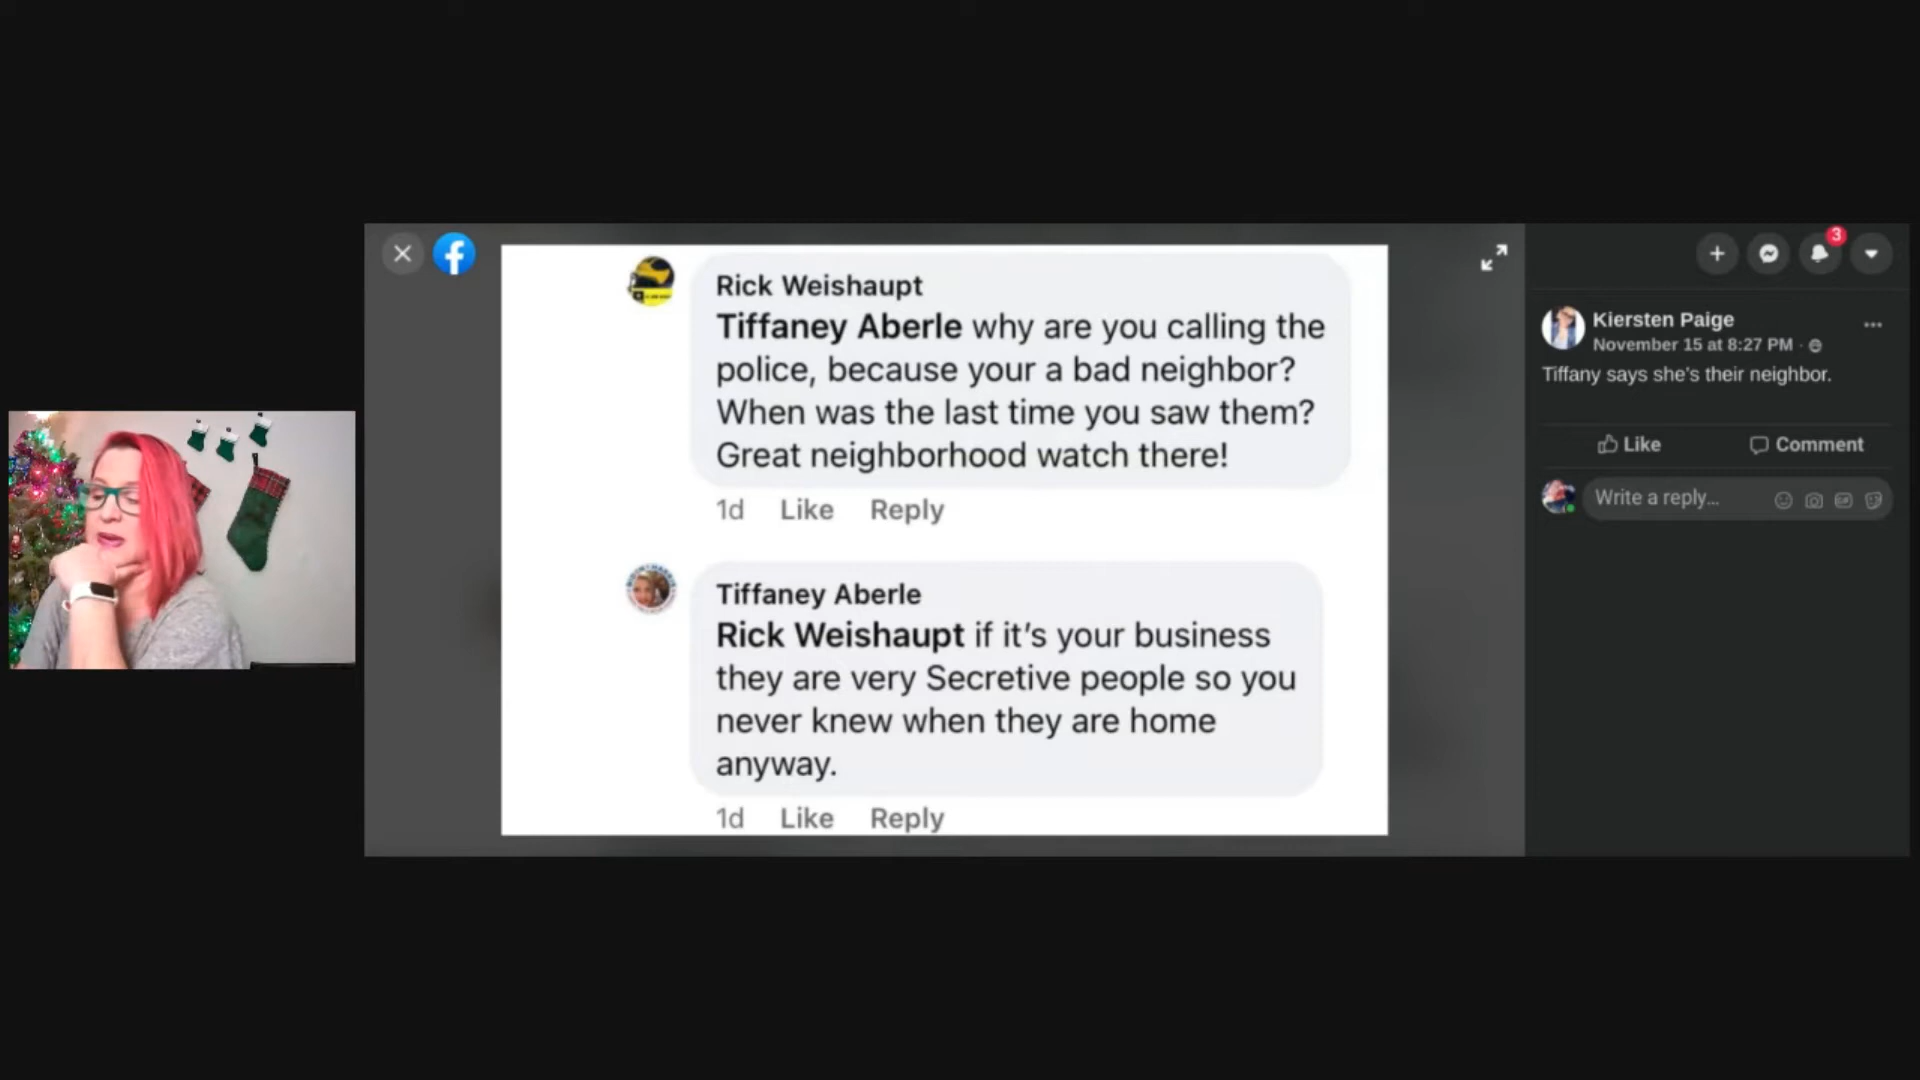 Rick Weishaupt
Tiffaney Aberle why are you calling the
police, because your a bad neighbor?
When was the last time you saw them?
Great neighborhood watch there!
1d Like Reply
Tiffaney Aberle
Rick Weishaupt if it's your business
they are very Secretive people so you
never knew when they are home
anyway.
1d Like Reply
3
Kiersten Paige
November 15 at 8:27 PM ·
Tiffany says she's their neighbor.
Like Comment
Write a reply...